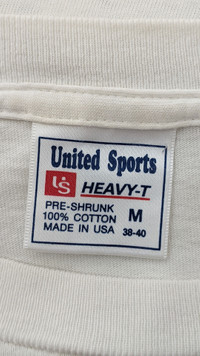 United Sports
US HEAVY-T
PRE-SHRUNK
100% COTTON M
MADE IN USA 38-40